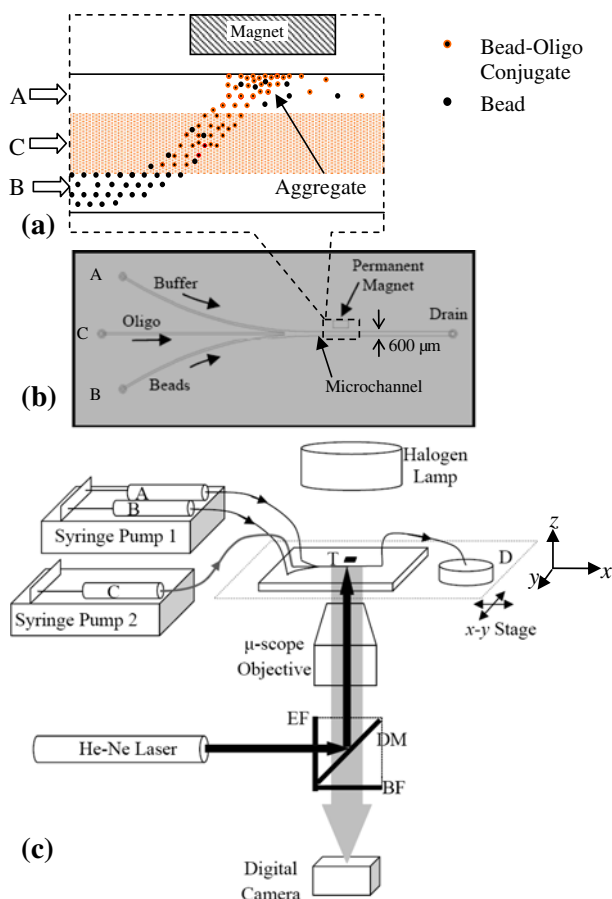 Magnet
Bead-Oligo
Conjugate
Bead
A
C
B
Aggregate
(a)
A
Buffer
Permanent
Magnet
Drain
C
Oligo
600 μm
B
Beads
Microchannel
(b)
Halogen
Lamp
A
B
Syringe Pump 1
C
Syringe Pump 2
T
D
z
x
y
x-y Stage
μ-scope
Objective
EF
DM
He-Ne Laser
BF
(c)
Digital
Camera